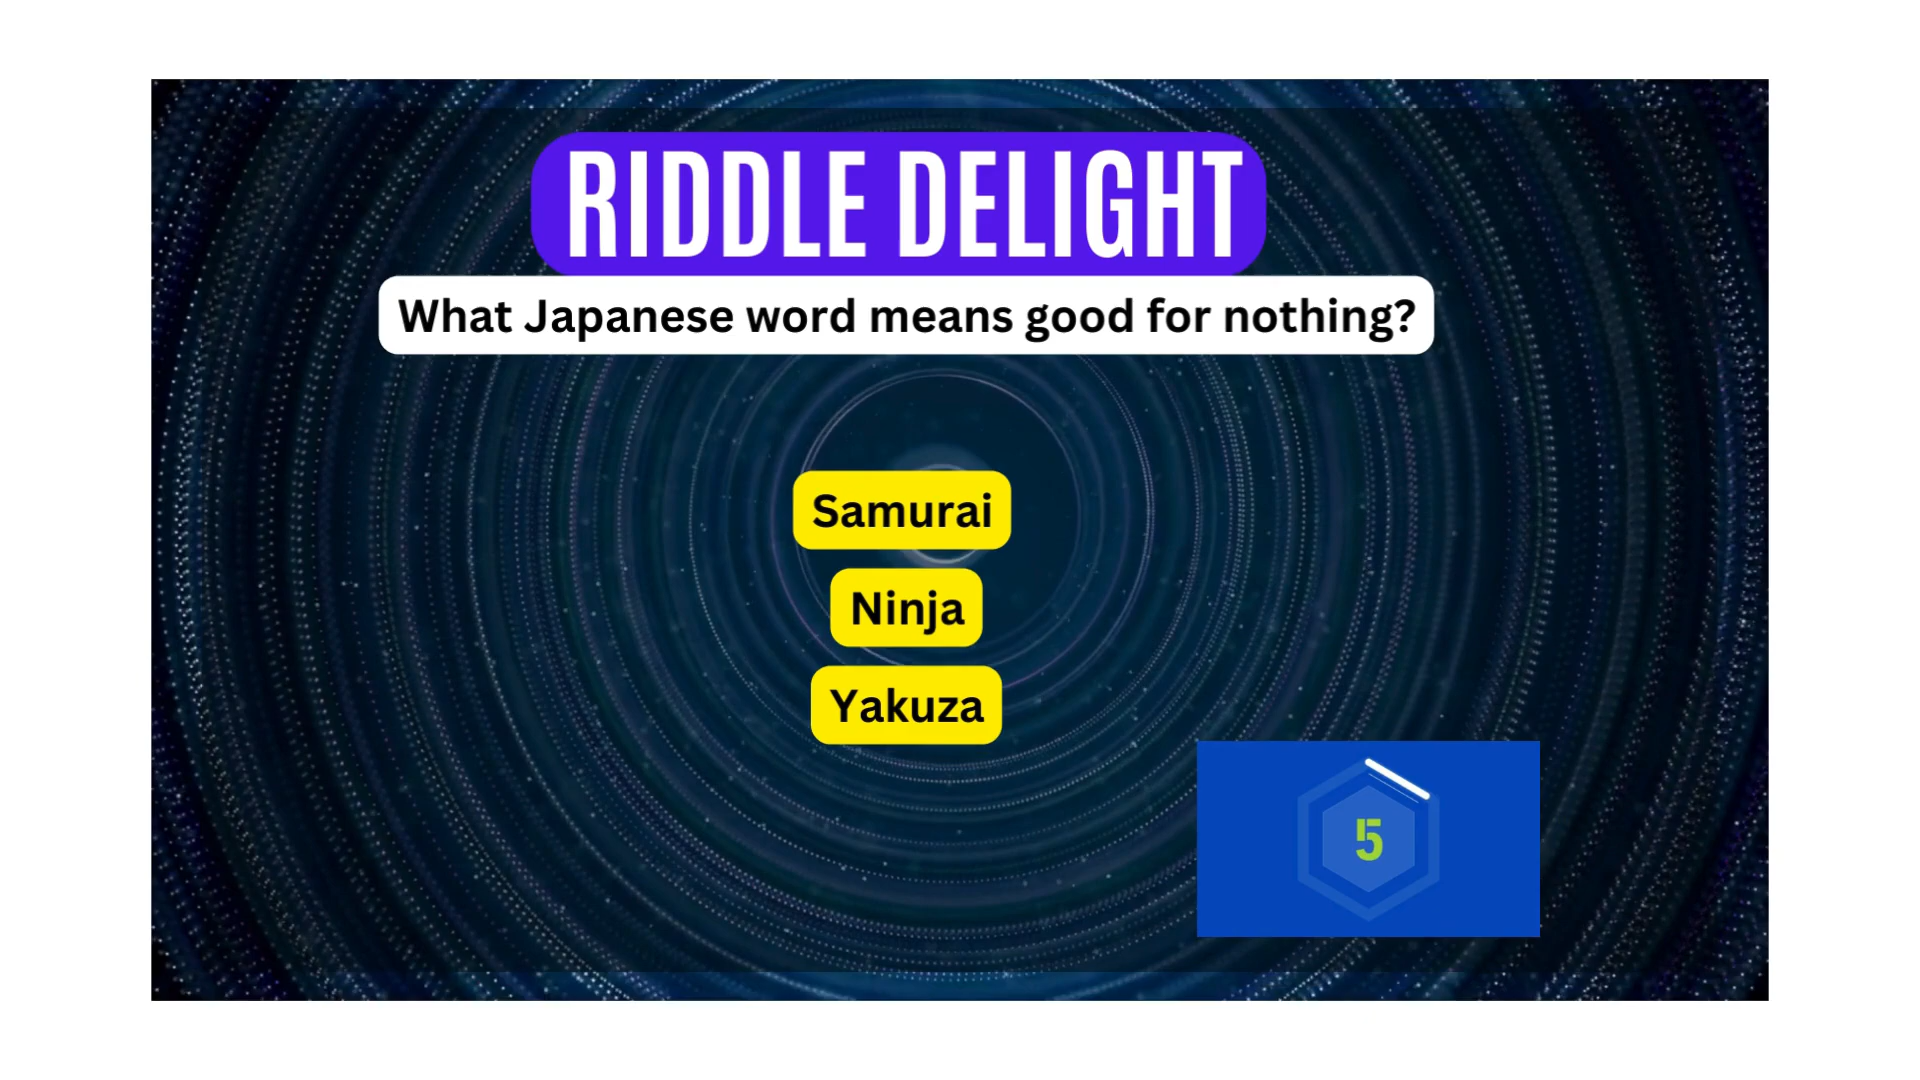 RIDDLE DELIGHT
What Japanese word means good for nothing?
Samurai
Ninja
Yakuza
5